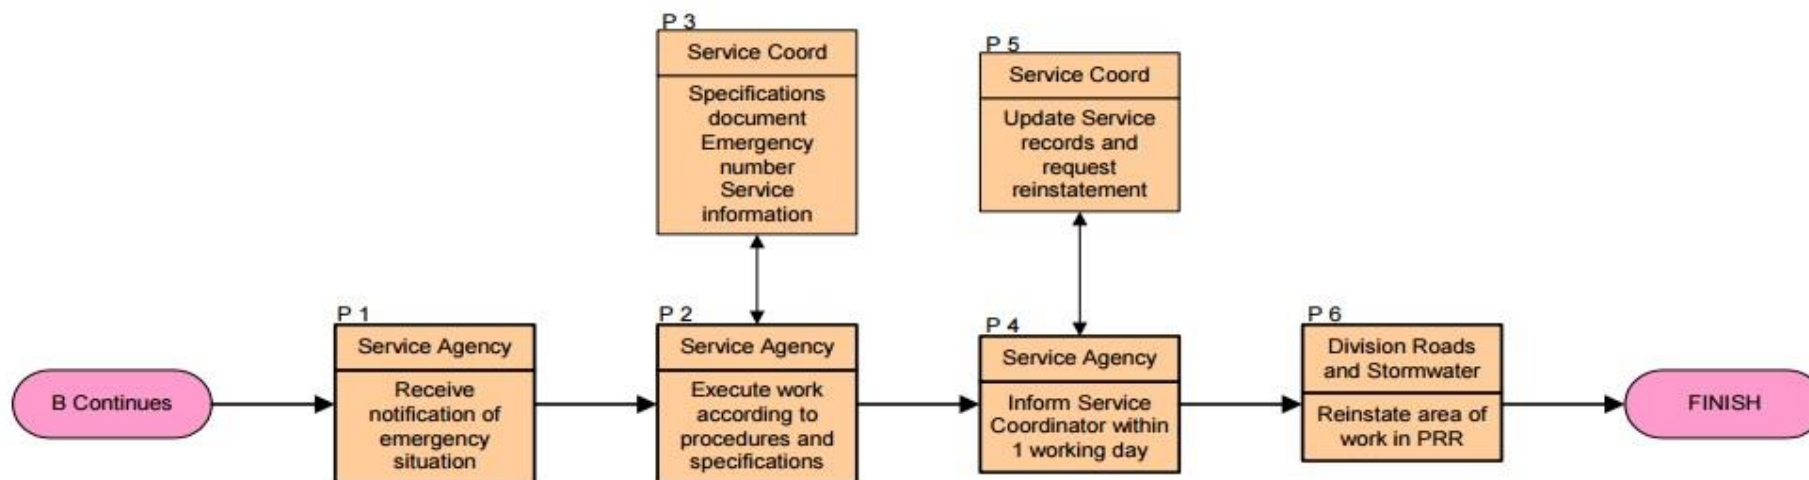 P 3
Service Coord
Specifications
document
Emergency
number
Service
information
P 5
Service Coord
Update Service
records and
request
reinstatement
B Continues
P 1
Service Agency
Receive
notification of
emergency
situation
P 2
Service Agency
Execute work
according to
procedures and
specifications
P 4
Service Agency
Inform Service
Coordinator within
1 working day
P 6
Division Roads
and Stormwater
Reinstate area of
work in PRR
FINISH